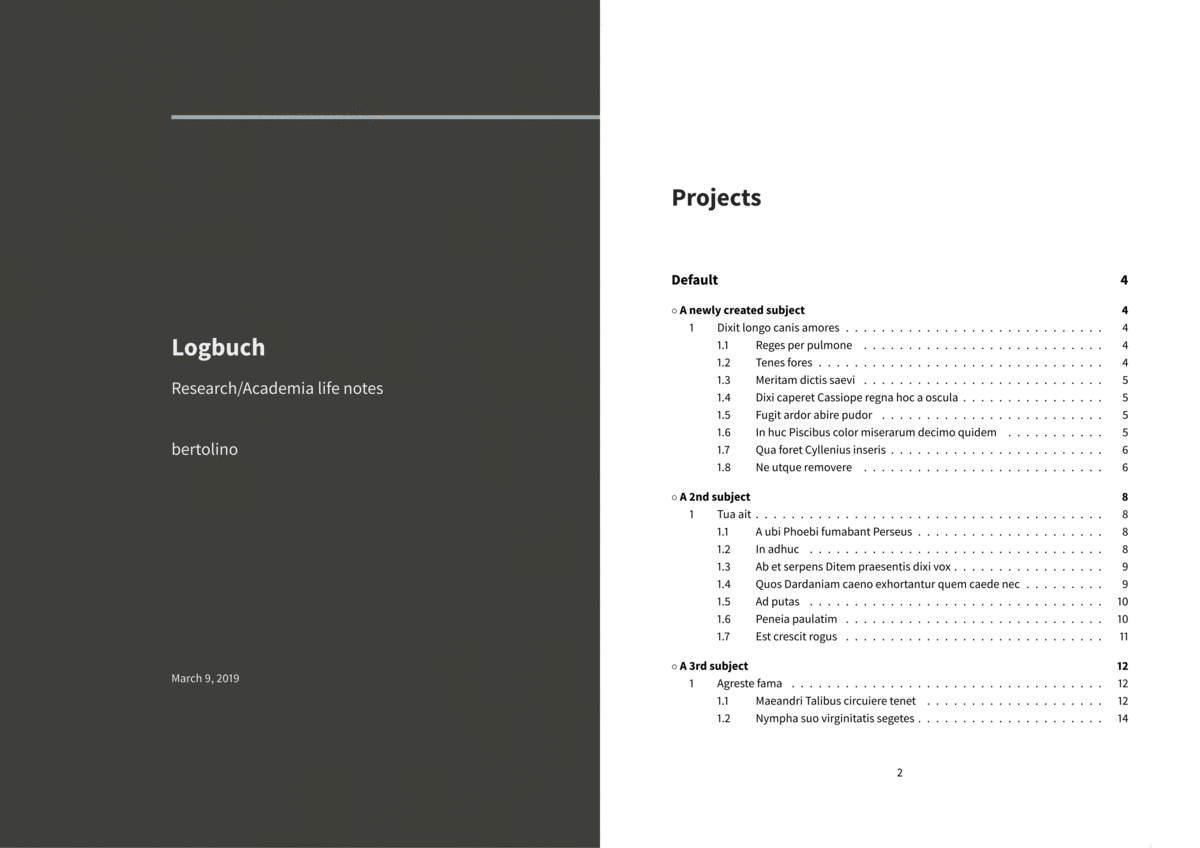 Logbuch
Research/Academia life notes
bertolino
March 9, 2019
Projects
Default 4
○ A newly created subject 4
1 Dixit longo canis amores . . . . . . . . . . . . . . . . . . . . . . . . . . . . . 4
1.1 Reges per pulmone . . . . . . . . . . . . . . . . . . . . . . . . . . . 4
1.2 Tenes fores . . . . . . . . . . . . . . . . . . . . . . . . . . . . . . . . 4
1.3 Meritam dictis saevi . . . . . . . . . . . . . . . . . . . . . . . . . . . 5
1.4 Dixi caperet Cassiope regna hoc a oscula . . . . . . . . . . . . . . . . 5
1.5 Fugit ardor abire pudor . . . . . . . . . . . . . . . . . . . . . . . . . 5
1.6 In huc Piscibus color miserarum decimo quidem . . . . . . . . . . . 5
1.7 Qua foret Cyllenius inseris . . . . . . . . . . . . . . . . . . . . . . . . 6
1.8 Ne utque removere . . . . . . . . . . . . . . . . . . . . . . . . . . . 6
○ A 2nd subject 8
1 Tua ait . . . . . . . . . . . . . . . . . . . . . . . . . . . . . . . . . . . . . . . 8
1.1 A ubi Phoebi fumabant Perseus . . . . . . . . . . . . . . . . . . . . . 8
1.2 In adhuc . . . . . . . . . . . . . . . . . . . . . . . . . . . . . . . . . 8
1.3 Ab et serpens Ditem praesentis dixi vox . . . . . . . . . . . . . . . . . 9
1.4 Quos Dardaniam caeno exhortantur quem caede nec . . . . . . . . . 9
1.5 Ad putas . . . . . . . . . . . . . . . . . . . . . . . . . . . . . . . . . 10
1.6 Peneia paulatim . . . . . . . . . . . . . . . . . . . . . . . . . . . . . 10
1.7 Est crescit rogus . . . . . . . . . . . . . . . . . . . . . . . . . . . . . 11
○ A 3rd subject 12
1 Agreste fama . . . . . . . . . . . . . . . . . . . . . . . . . . . . . . . . . . . 12
1.1 Maeandri Talibus circuiere tenet . . . . . . . . . . . . . . . . . . . . 12
1.2 Nympha suo virginitatis segetes . . . . . . . . . . . . . . . . . . . . . 14
2